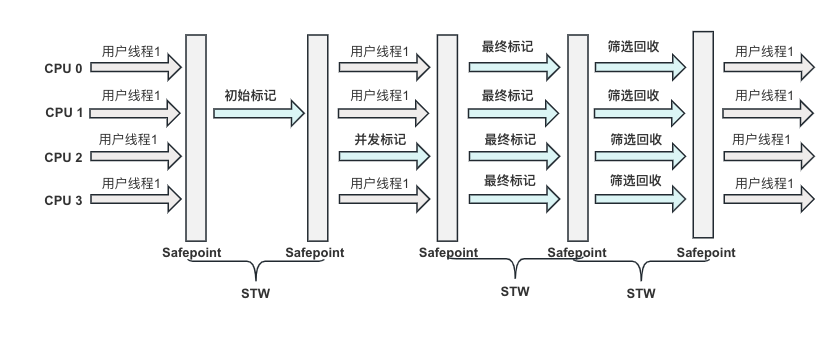 用户线程1 用户线程1 最终标记 筛选回收 用户线程1
CPU 0
用户线程1 初始标记 用户线程1 最终标记 筛选回收 用户线程1
CPU 1
用户线程1 并发标记 最终标记 筛选回收 用户线程1
CPU 2
用户线程1 用户线程1 最终标记 筛选回收 用户线程1
CPU 3
Safepoint Safepoint Safepoint Safepoint Safepoint
STW STW STW